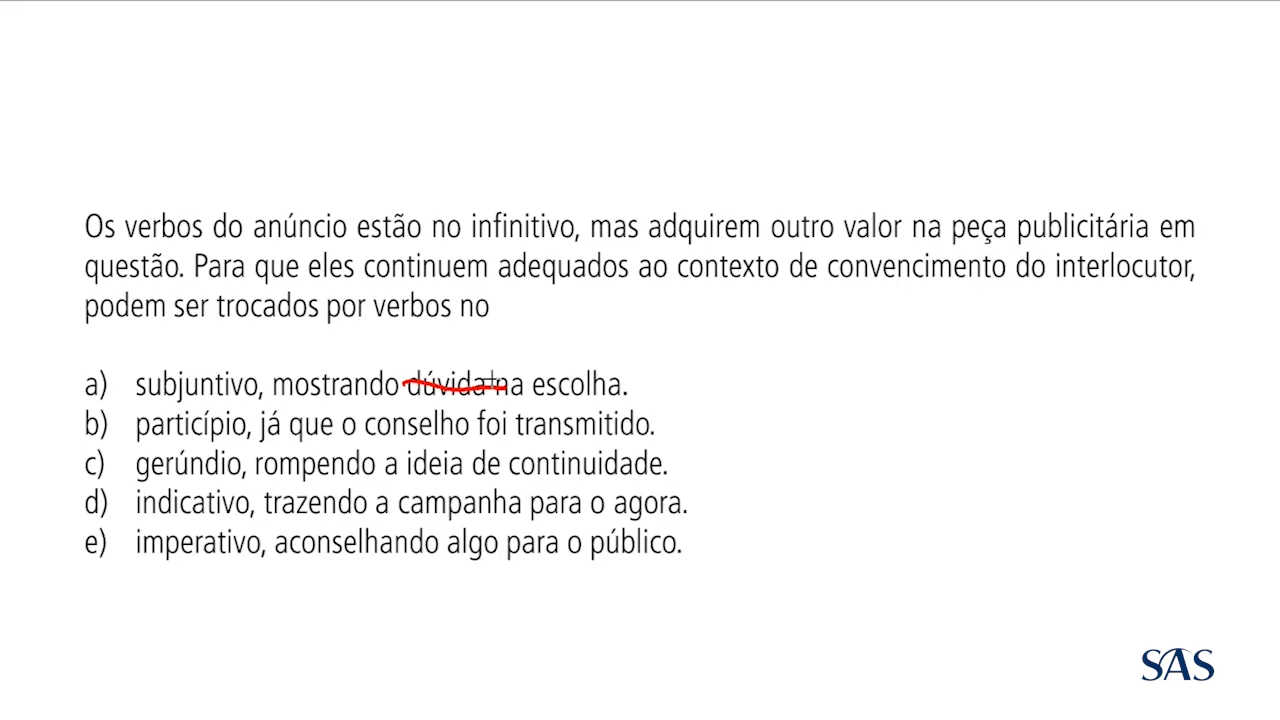 Os verbos do anúncio estão no infinitivo, mas adquirem outro valor na peça publicitária em
questão. Para que eles continuem adequados ao contexto de convencimento do interlocutor,
podem ser trocados por verbos no
a) subjuntivo, mostrando dúvida na escolha.
b) particípio, já que o conselho foi transmitido.
c) gerúndio, rompendo a ideia de continuidade.
d) indicativo, trazendo a campanha para o agora.
e) imperativo, aconselhando algo para o público.
SAS